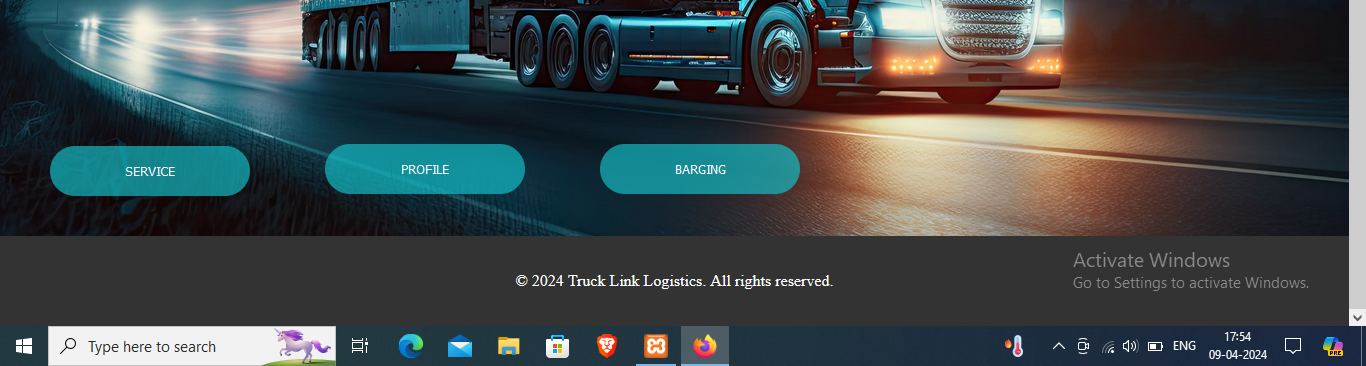 SERVICE
PROFILE
BARGING
© 2024 Truck Link Logistics. All rights reserved.
Activate Windows
Go to Settings to activate Windows.
Type here to search
ENG
17:54
09-04-2024
PRE